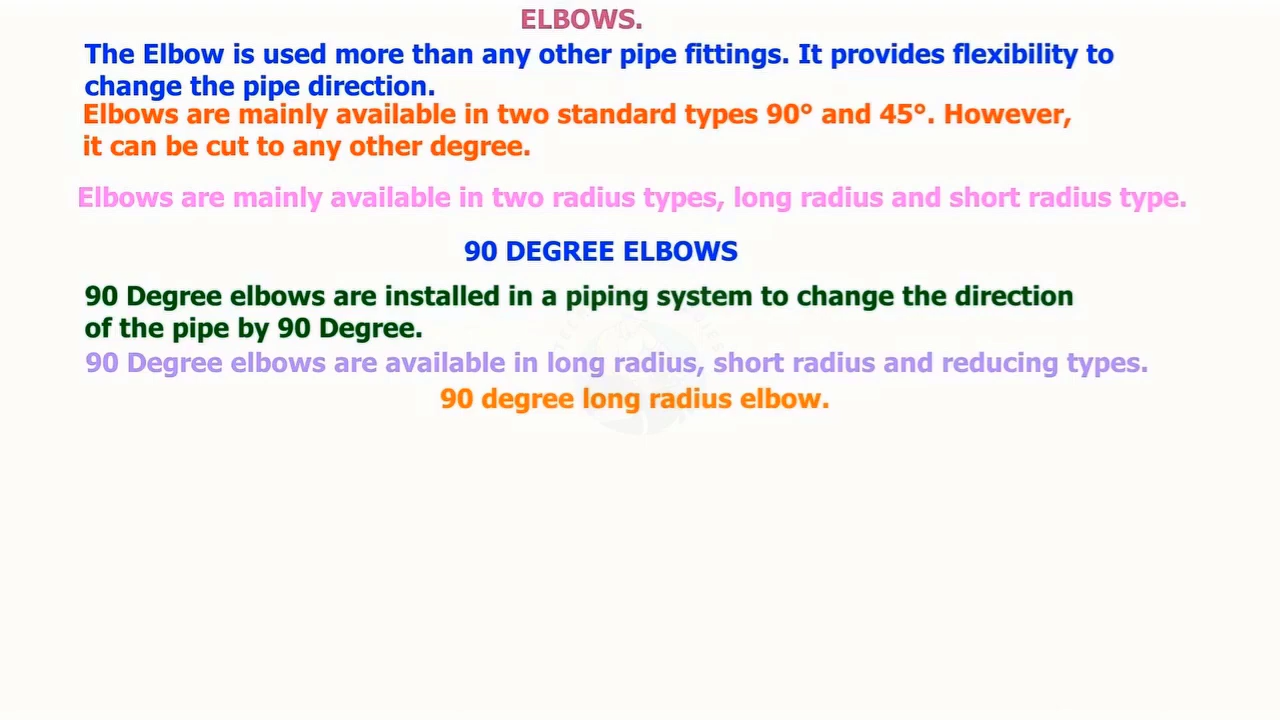 ELBOWS.
The Elbow is used more than any other pipe fittings. It provides flexibility to
change the pipe direction.
Elbows are mainly available in two standard types 90° and 45°. However,
it can be cut to any other degree.
Elbows are mainly available in two radius types, long radius and short radius type.
90 DEGREE ELBOWS
90 Degree elbows are installed in a piping system to change the direction
of the pipe by 90 Degree.
90 Degree elbows are available in long radius, short radius and reducing types.
90 degree long radius elbow.